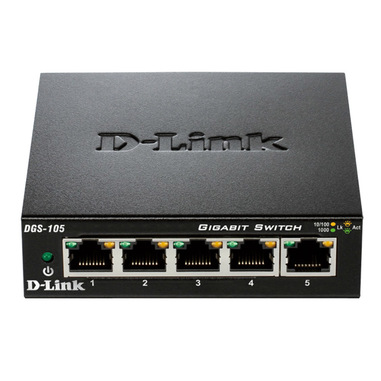 D-Link
DGS-105
GIGABIT SWITCH
10/100
1000
Lk
Act
D-Link
1 2 3 4 5